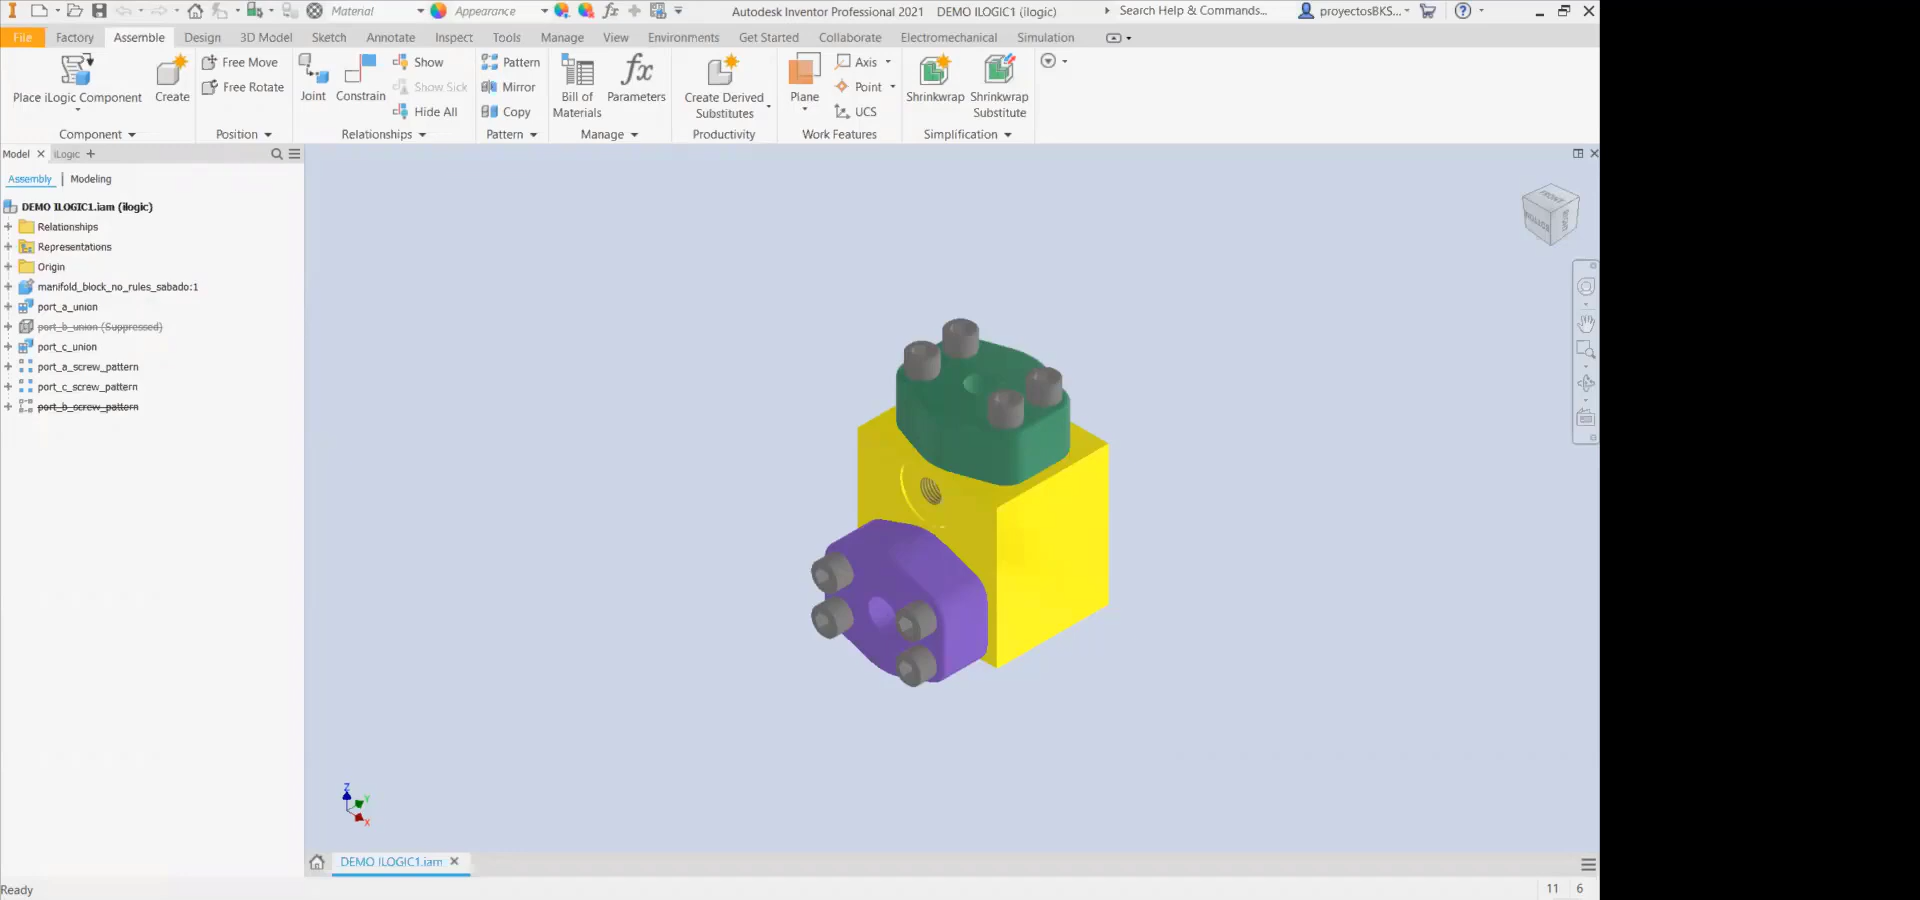 Material
Appearance
Autodesk Inventor Professional 2021 DEMO ILOGIC1 (ilogic)
Search Help & Commands...
proyectosBKS...
File Factory Assemble Design 3D Model Sketch Annotate Inspect Tools Manage View Environments Get Started Collaborate Electromechanical Simulation
Place iLogic Component
Create
Free Move
Free Rotate
Joint
Constrain
Show
Show Sick
Hide All
Pattern
Mirror
Copy
Bill of
Materials
fx
Parameters
Create Derived
Substitutes
Plane
Axis
Point
UCS
Shrinkwrap
Shrinkwrap
Substitute
Component Position Relationships Pattern Manage Productivity Work Features Simplification
Model iLogic
Assembly | Modeling
DEMO ILOGIC1.iam (ilogic)
Relationships
Representations
Origin
manifold_block_no_rules_sabado:1
port_a_union
port_b_union (Suppressed)
port_c_union
port_a_screw_pattern
port_c_screw_pattern
port_b_screw_pattern
FRONT
BOTTOM
RIGHT
Z
Y
X
DEMO ILOGIC1.iam
Ready
11 6